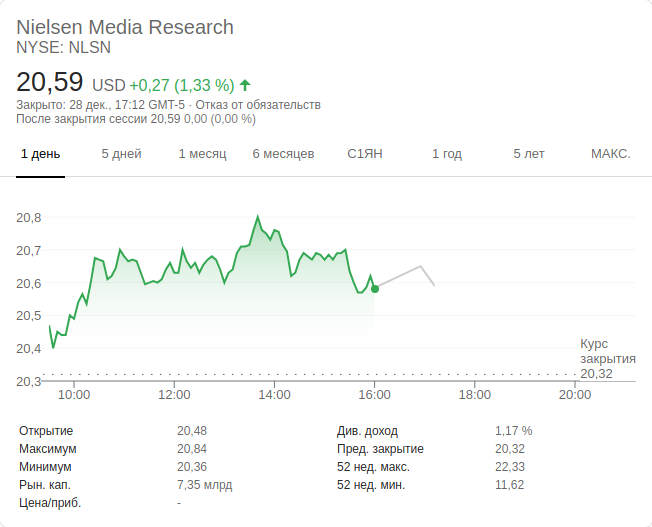 Nielsen Media Research
NYSE: NLSN
20,59 USD +0,27 (1,33 %)
Закрыто: 28 дек., 17:12 GMT-5 · Отказ от обязательств
После закрытия сессии 20,59 0,00 (0,00 %)
1 день 5 дней 1 месяц 6 месяцев С1ЯН 1 год 5 лет МАКС.
20,8
20,7
20,6
20,5
20,4
20,3
Курс
закрытия
20,32
10:00 12:00 14:00 16:00 18:00 20:00
Открытие 20,48 Див. доход 1,17 %
Максимум 20,84 Пред. закрытие 20,32
Минимум 20,36 52 нед. макс. 22,33
Рын. кап. 7,35 млрд 52 нед. мин. 11,62
Цена/приб. -